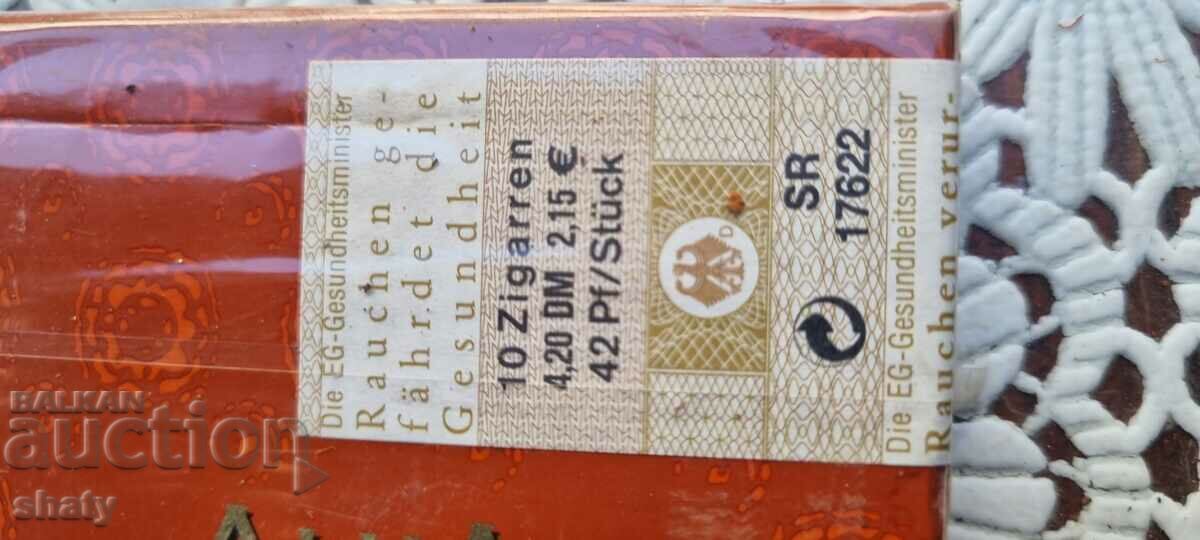 Die EG-Gesundheitsminister
Rauchen ge-
fährdet die
Gesundheit
10 Zigarren
4,20 DM 2,15 €
42 Pf/Stück
D
SR
17622
Die EG-Gesundheitsminister
Rauchen verur-
BALKAN
auction
shaty